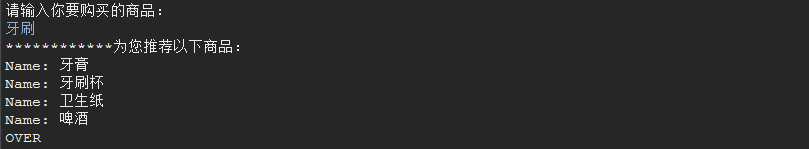 请输入你要购买的商品:
牙刷
************为您推荐以下商品:
Name: 牙膏
Name: 牙刷杯
Name: 卫生纸
Name: 啤酒
OVER